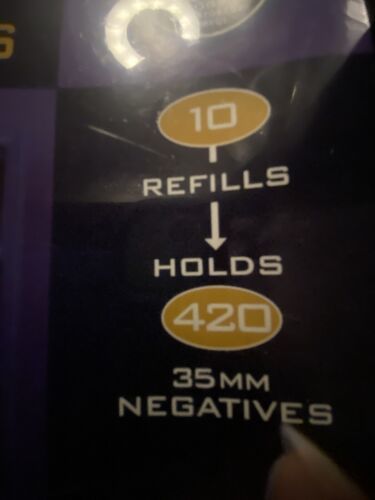 10
REFILLS
HOLDS
420
35MM
NEGATIVES